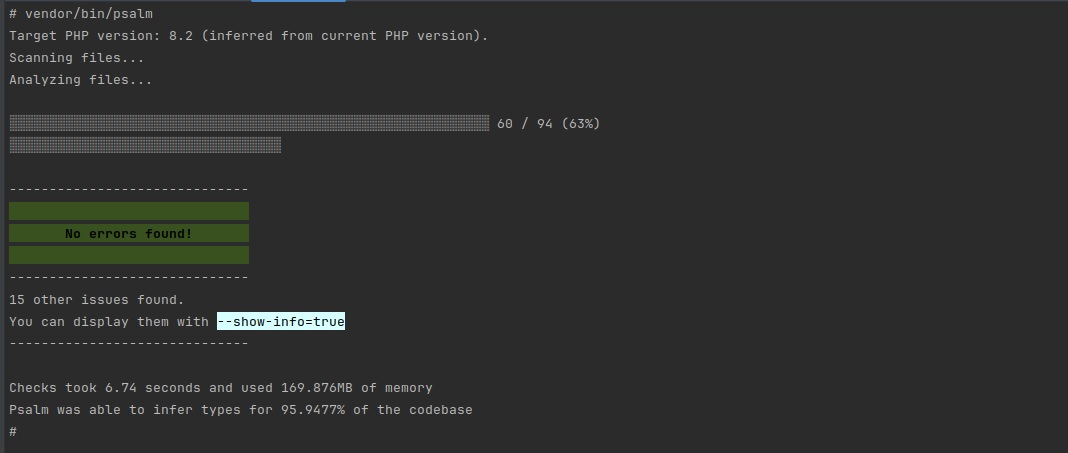 # vendor/bin/psalm
Target PHP version: 8.2 (inferred from current PHP version).
Scanning files...
Analyzing files...
░░░░░░░░░░░░░░░░░░░░░░░░░░░░░░░░░░░░░░░░░░░░░░░░░░░░░░░░░░░░ 60 / 94 (63%)
░░░░░░░░░░░░░░░░░░░░░░░░░░░░░░░░░░
------------------------------
No errors found!
------------------------------
15 other issues found.
You can display them with --show-info=true
------------------------------
Checks took 6.74 seconds and used 169.876MB of memory
Psalm was able to infer types for 95.9477% of the codebase
#